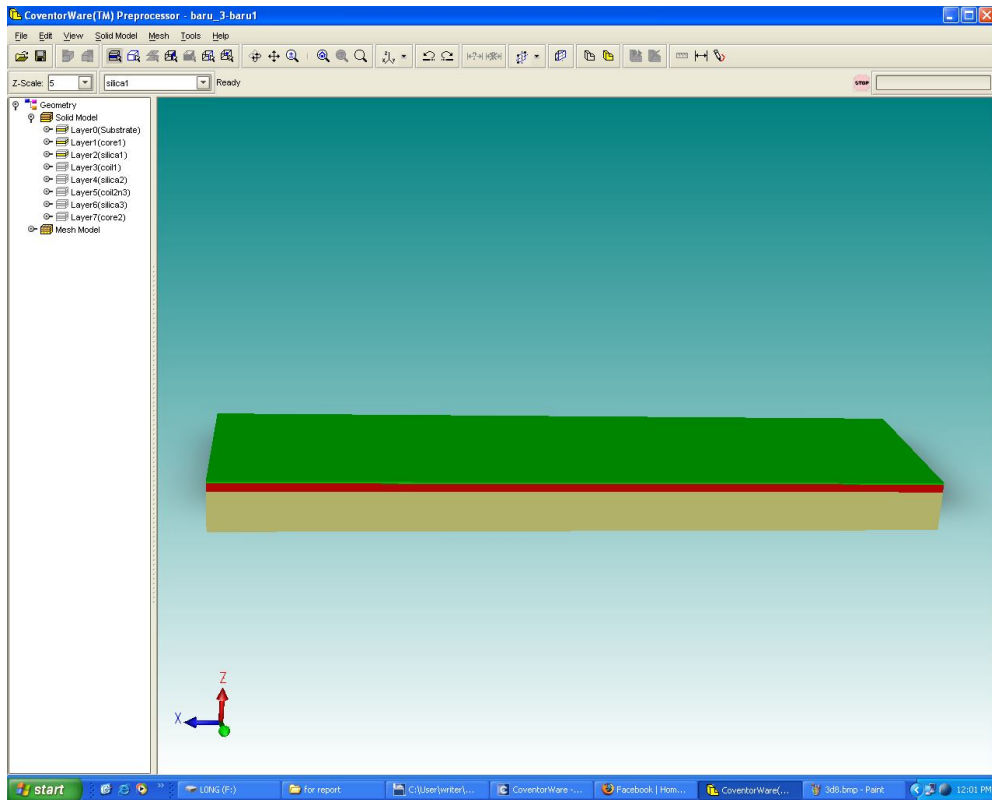 CoventorWare(TM) Preprocessor - baru_3-baru1
File Edit View Solid Model Mesh Tools Help
Z-Scale: 5 silica1 Ready STOP
Geometry
Solid Model
Layer0(Substrate)
Layer1(core1)
Layer2(silica1)
Layer3(coil1)
Layer4(silica2)
Layer5(coil2n3)
Layer6(silica3)
Layer7(core2)
Mesh Model
Z
X
start LONG (F:) for report C:\User\writer\... CoventorWare -... Facebook | Hom... CoventorWare(... 3d8.bmp - Paint 12:01 PM